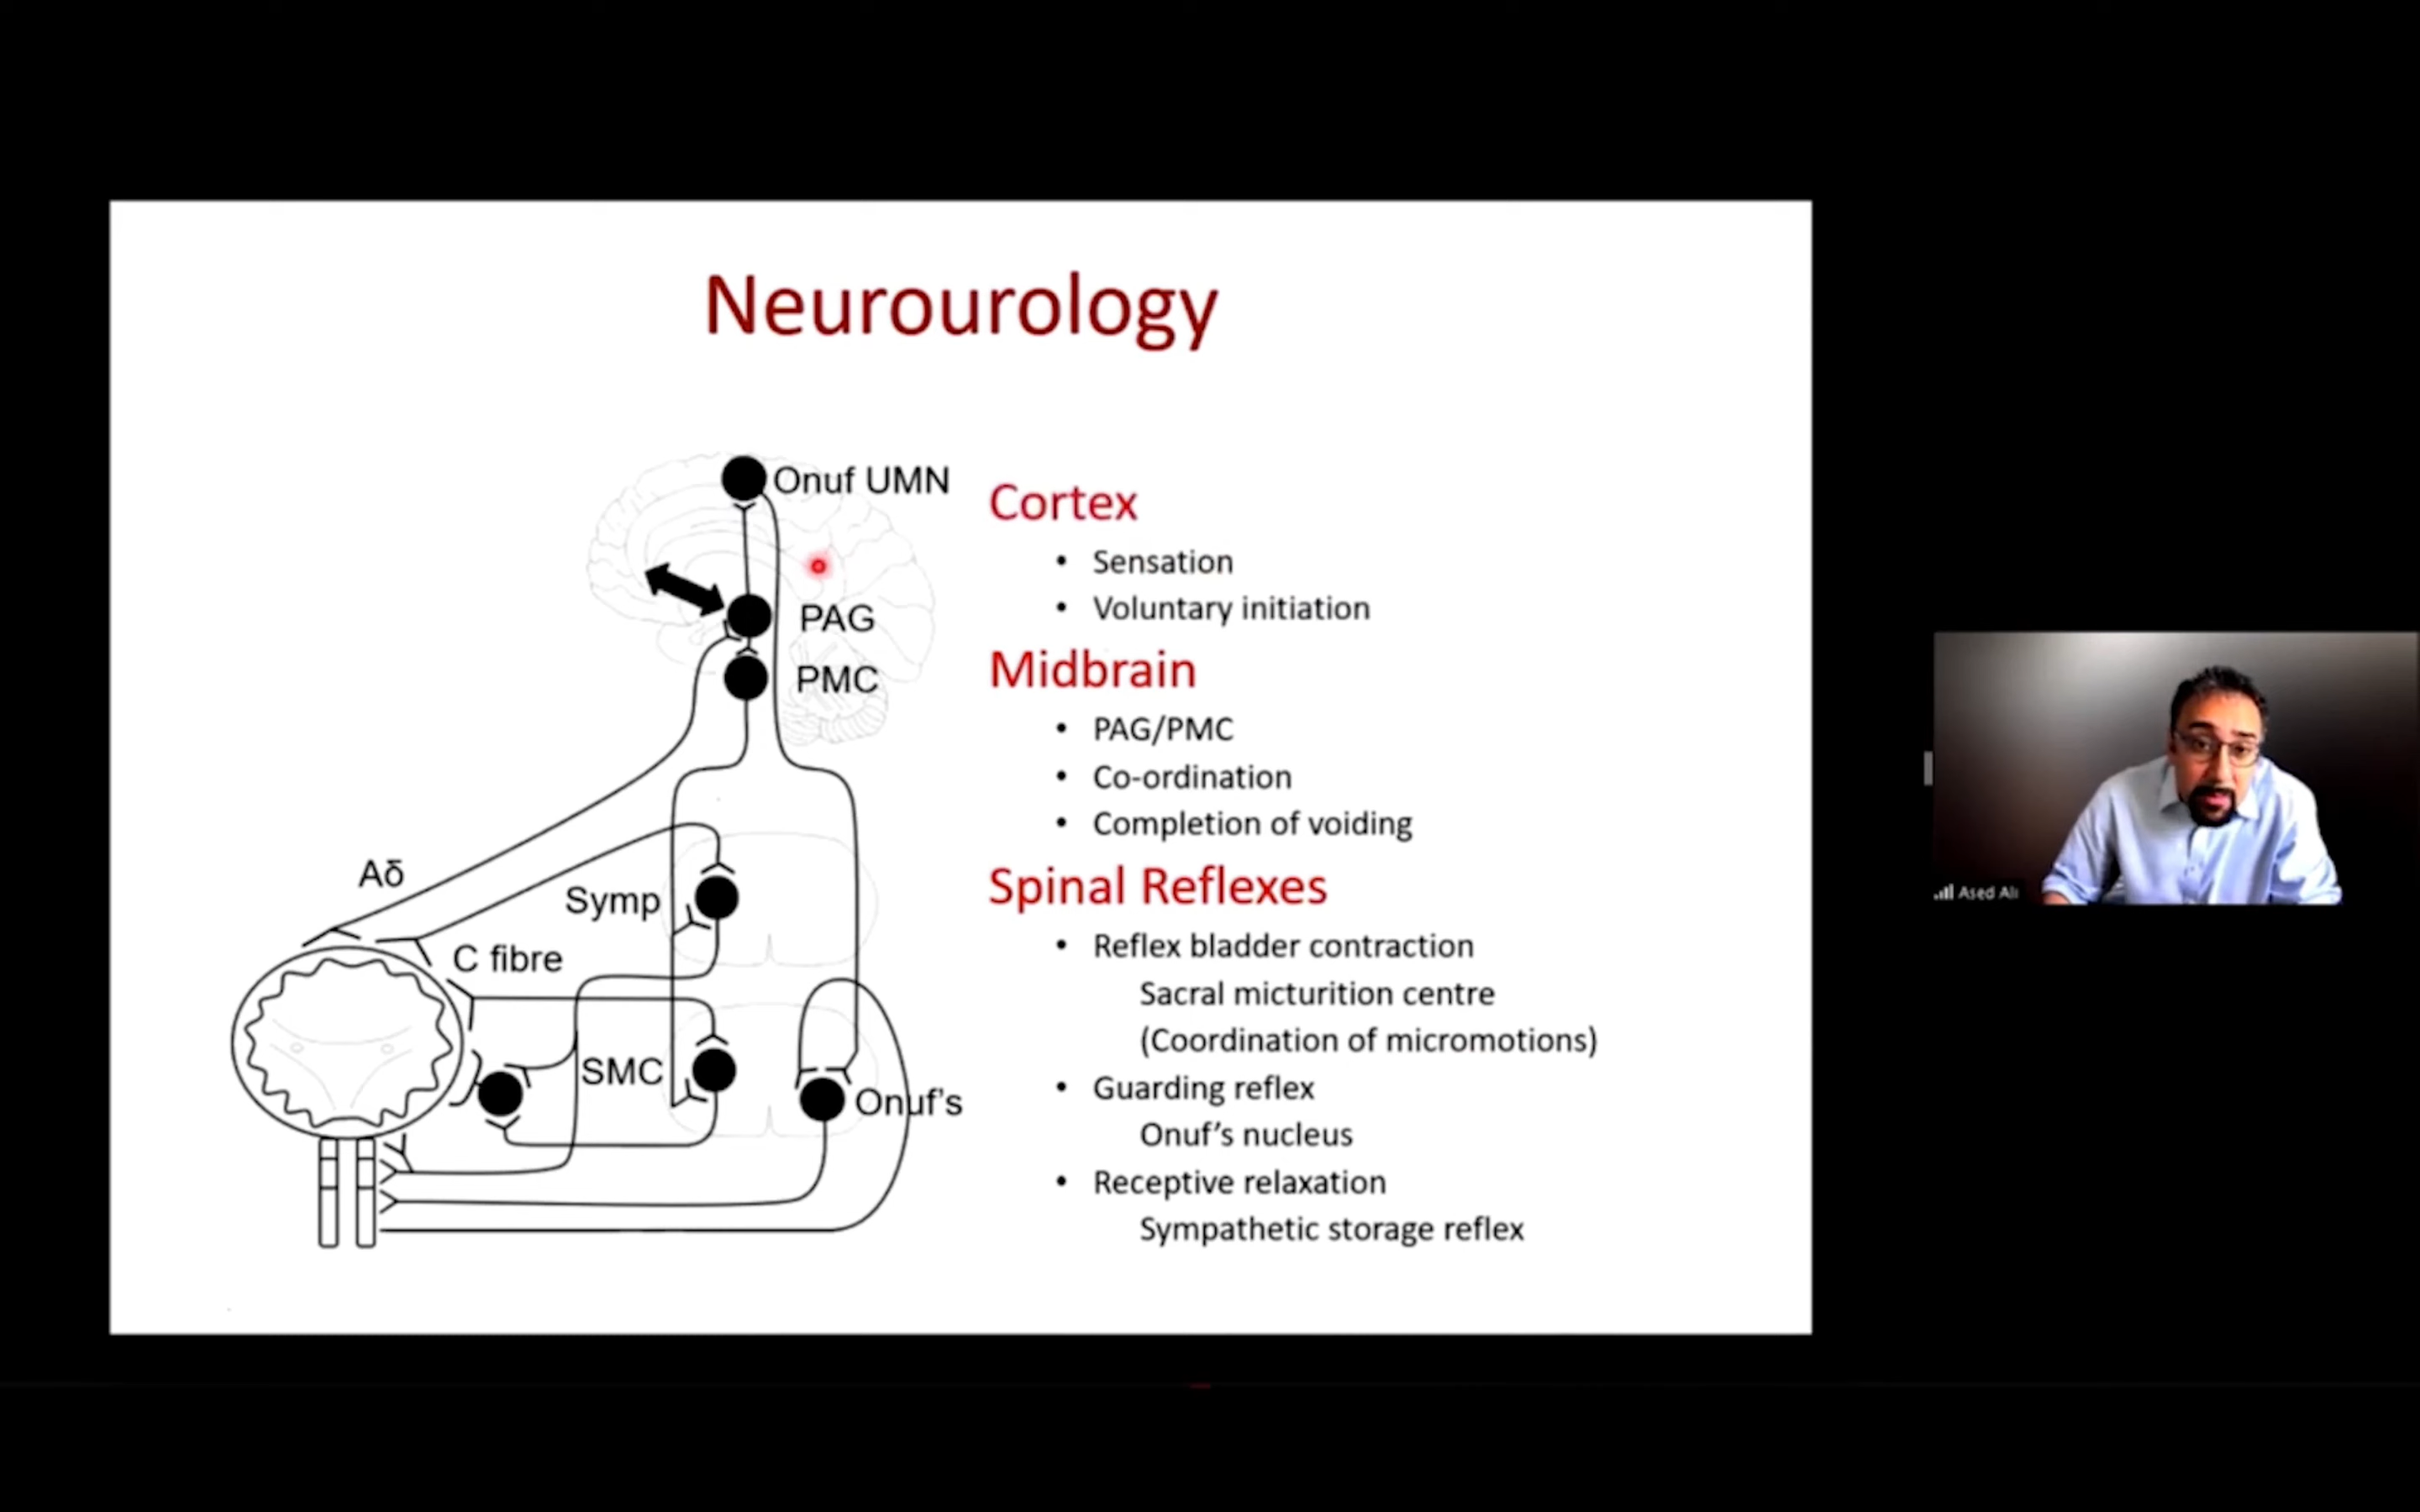 Neurourology
Onuf UMN
PAG
PMC
Aδ
Symp
C fibre
SMC
Onuf's
Cortex
• Sensation
• Voluntary initiation
Midbrain
• PAG/PMC
• Co-ordination
• Completion of voiding
Spinal Reflexes
• Reflex bladder contraction
Sacral micturition centre
(Coordination of micromotions)
• Guarding reflex
Onuf's nucleus
• Receptive relaxation
Sympathetic storage reflex
Ased Ali